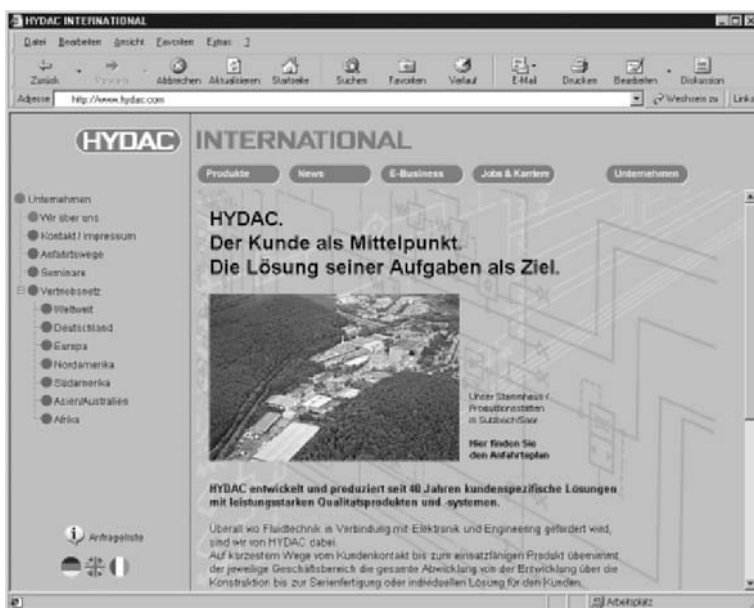 HYDAC INTERNATIONAL
Datei Bearbeiten Ansicht Favoriten Extras ?
Zurück Vorwärts Abbrechen Aktualisieren Startseite Suchen Favoriten Verlauf E-Mail Drucken Bearbeiten Diskussion
Adresse http://www.hydac.com Wechseln zu Links
HYDAC INTERNATIONAL
Produkte News E-Business Jobs & Karriere Unternehmen
Unternehmen
Wir über uns
Kontakt / Impressum
Anfahrtswege
Seminare
Vertriebsnetz
Weltweit
Deutschland
Europa
Nordamerika
Südamerika
Asien/Australien
Afrika
Anfrageliste
HYDAC.
Der Kunde als Mittelpunkt.
Die Lösung seiner Aufgaben als Ziel.
Unser Stammhaus /
Produktionsstätten
in Sulzbach/Saar
Hier finden Sie
den Anfahrtsplan
HYDAC entwickelt und produziert seit 40 Jahren kundenspezifische Lösungen
mit leistungsstarken Qualitätsprodukten und -systemen.
Überall wo Fluidtechnik in Verbindung mit Elektronik und Engineering gefordert wird,
sind wir von HYDAC dabei.
Auf kürzestem Wege vom Kundenkontakt bis zum einsatzfähigen Produkt übernimmt
der jeweilige Geschäftsbereich die gesamte Abwicklung von der Entwicklung über die
Konstruktion bis zur Serienfertigung oder individuellen Lösung für den Kunden.
Arbeitsplatz